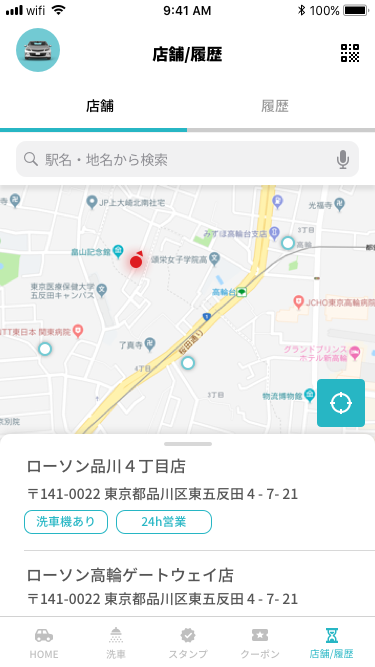 wifi 9:41 AM 100%
店舗/履歴
店舗 履歴
駅名・地名から検索
JP上大崎北南社宅
光福寺
みずほ高輪台支店
3丁目
高輪
畠山記念館
頌栄女子学院高
東京医療保健大学
五反田キャンパス
高輪台
JCHO東京高輪病院
NTT東日本 関東病院
1
桜田通り
了真寺
グランドプリンス
ホテル新高輪
4丁目
3丁目
物流博物館
ローソン品川4丁目店
〒141-0022 東京都品川区東五反田 4 - 7- 21
洗車機あり 24h営業
ローソン高輪ゲートウェイ店
〒141-0022 東京都品川区東五反田 4 - 7- 21
HOME 洗車 スタンプ クーポン 店舗/履歴